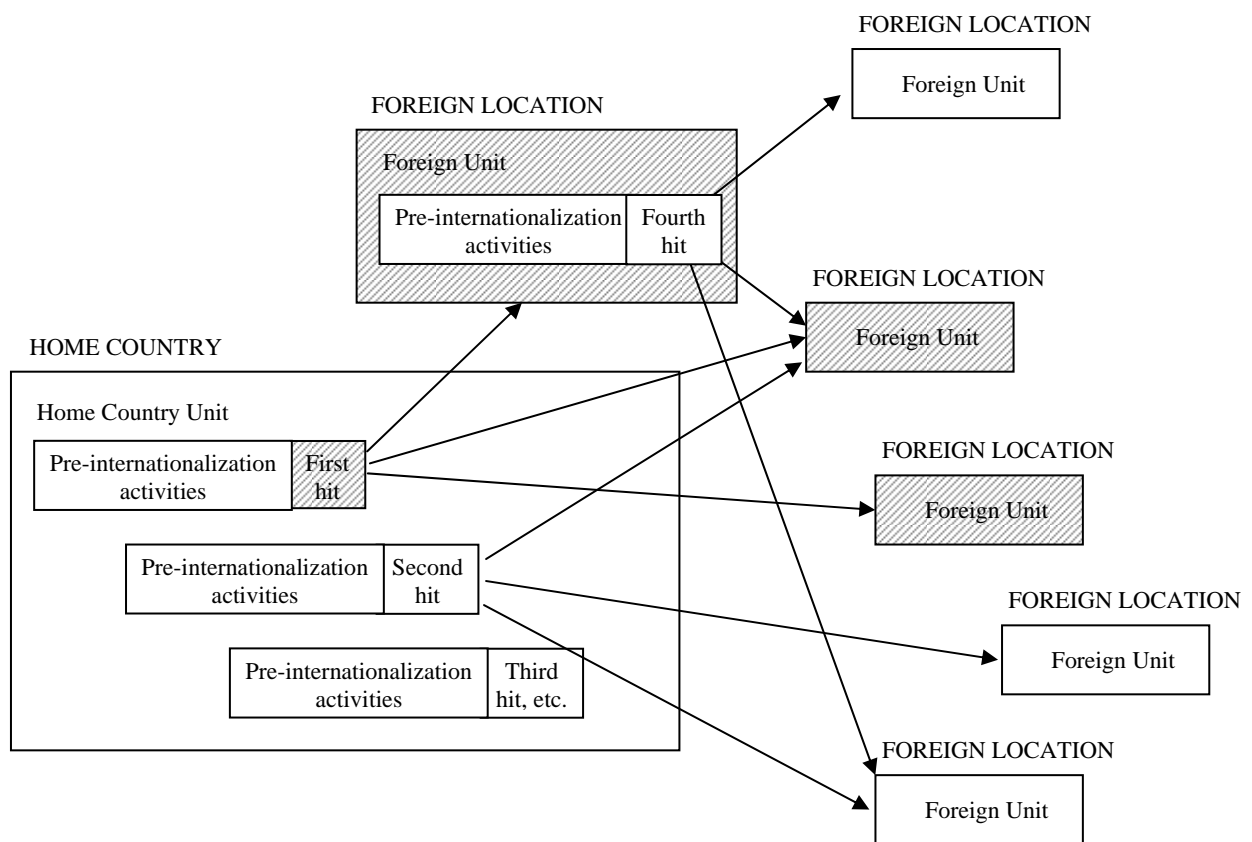 FOREIGN LOCATION
Foreign Unit
FOREIGN LOCATION
Foreign Unit
Pre-internationalization
activities
Fourth
hit
FOREIGN LOCATION
Foreign Unit
HOME COUNTRY
Home Country Unit
Pre-internationalization
activities
First
hit
FOREIGN LOCATION
Foreign Unit
Pre-internationalization
activities
Second
hit
FOREIGN LOCATION
Foreign Unit
Pre-internationalization
activities
Third
hit, etc.
FOREIGN LOCATION
Foreign Unit